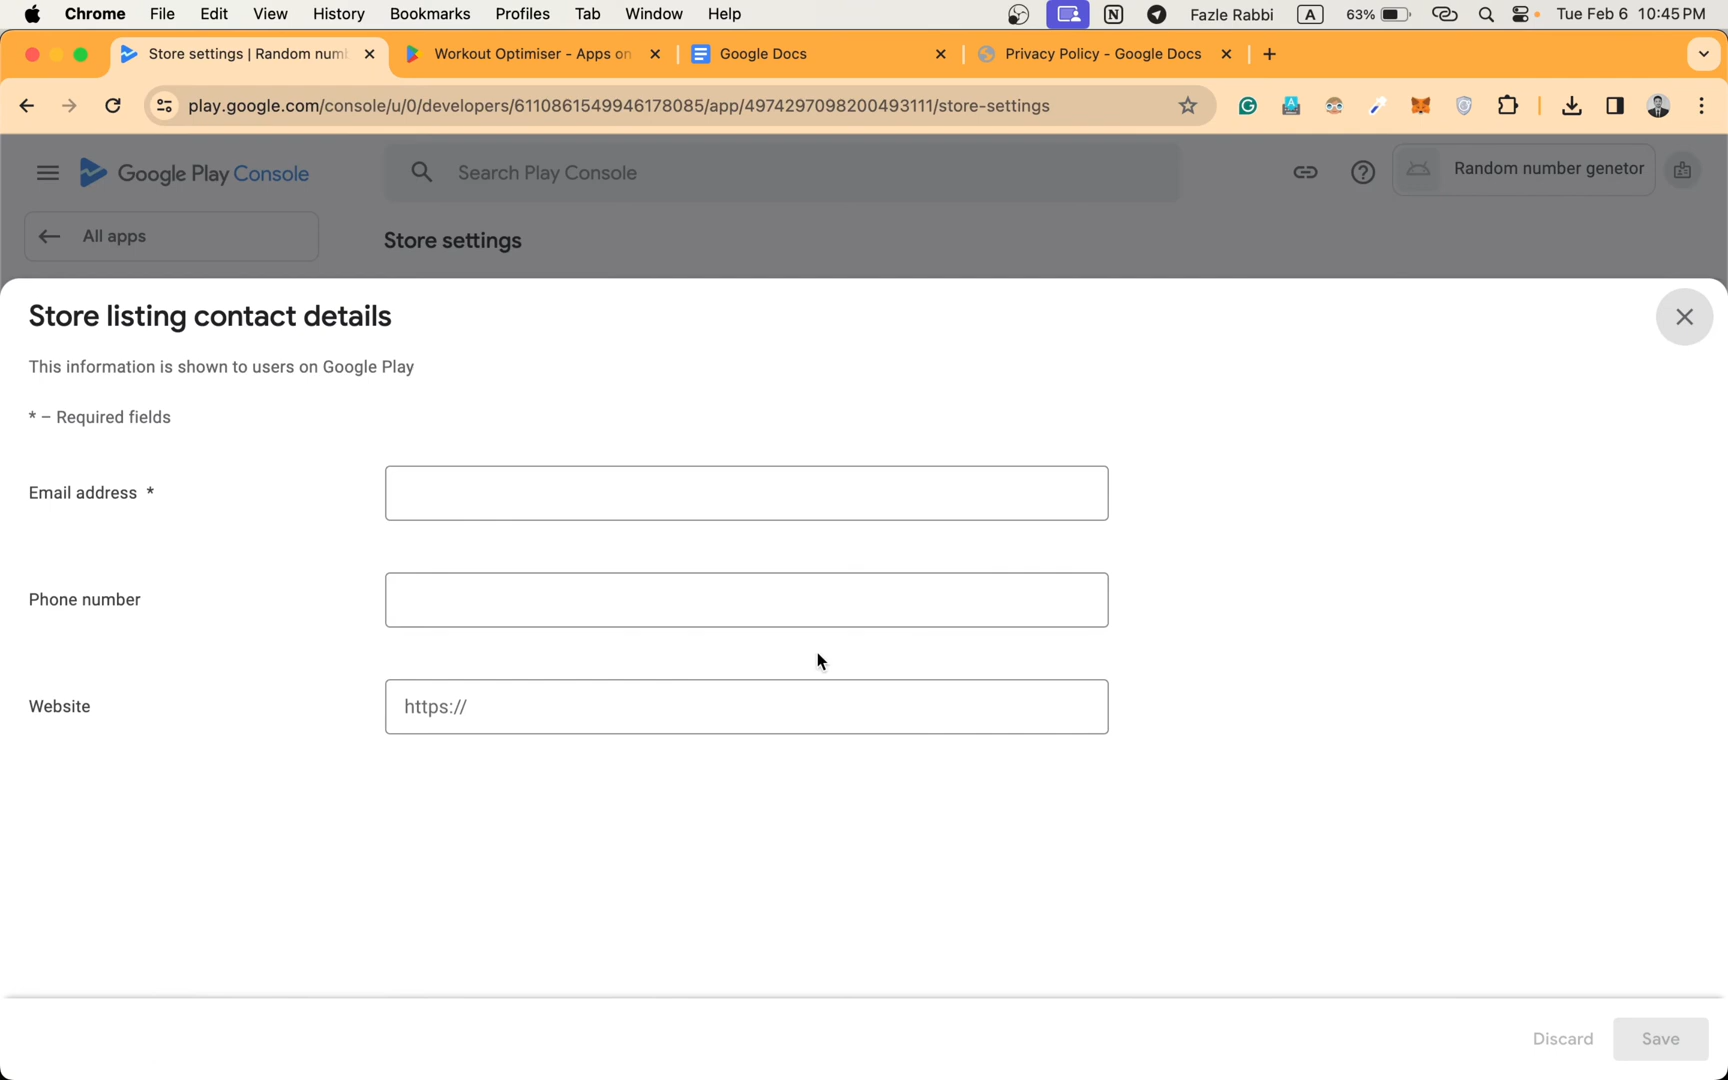 Chrome File Edit View History Bookmarks Profiles Tab Window Help Fazle Rabbi A 63% Tue Feb 6 10:45 PM
Store settings | Random num Workout Optimiser - Apps on Google Docs Privacy Policy - Google Docs
play.google.com/console/u/0/developers/6110861549946178085/app/4974297098200493111/store-settings
Google Play Console Search Play Console Random number genetor
All apps Store settings
Store listing contact details
This information is shown to users on Google Play
* – Required fields
Email address *
Phone number
Website https://
Discard Save